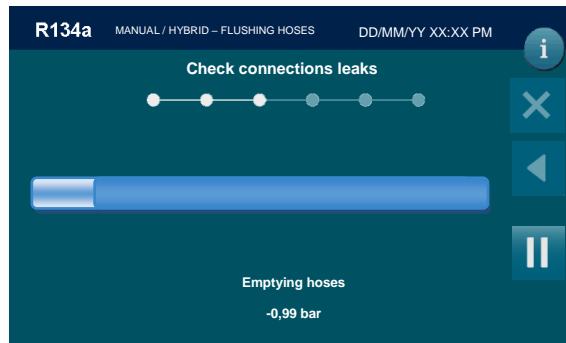 R134a MANUAL / HYBRID – FLUSHING HOSES DD/MM/YY XX:XX PM
i
Check connections leaks
Emptying hoses
-0,99 bar